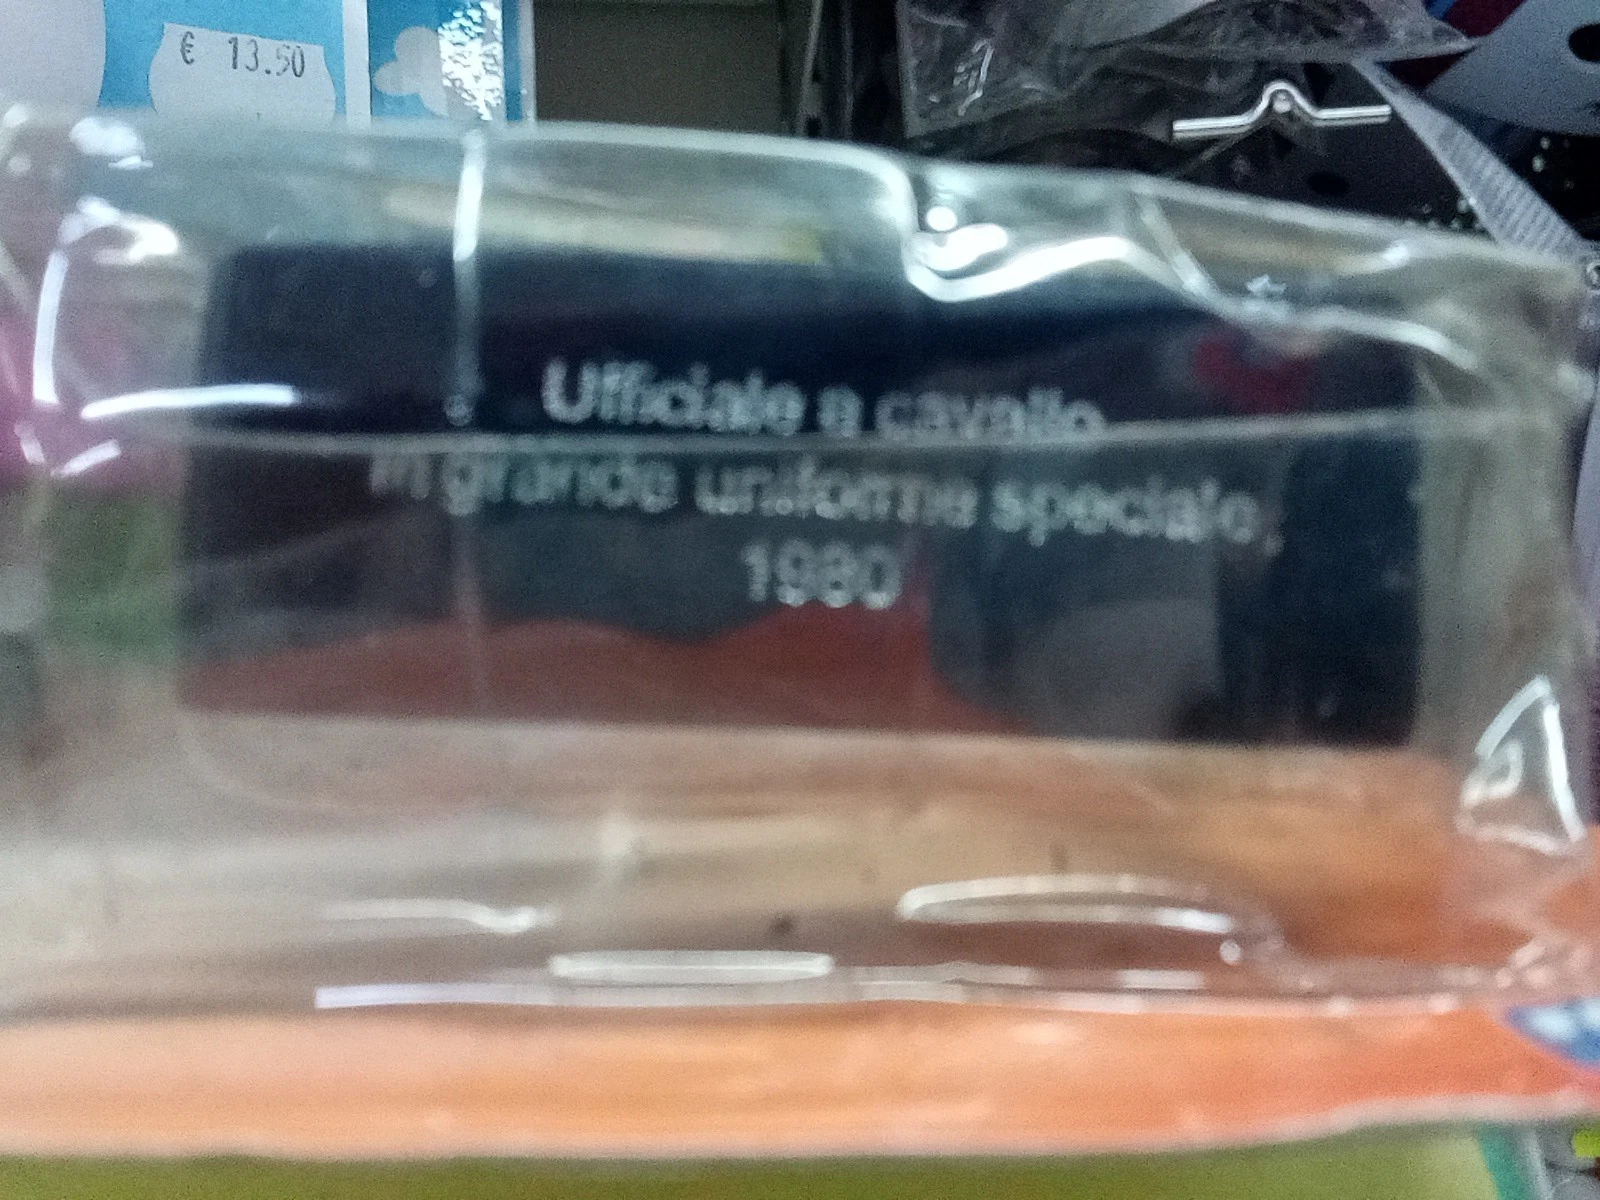 € 13.50
Ufficiale a cavallo
in grande uniforme speciale,
1980